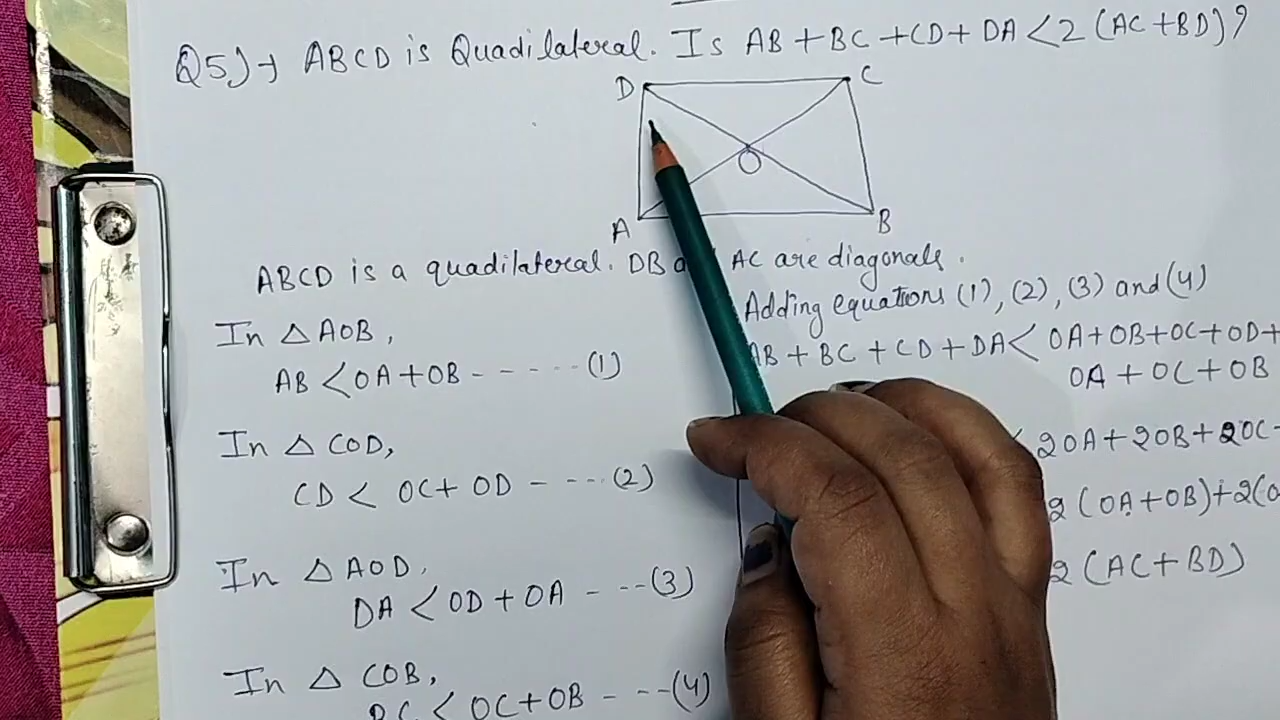 Q5)→ ABCD is Quadilateral. Is AB+BC+CD+DA<2(AC+BD)?
D
C
O
A
B
ABCD is a quadilateral. DB a AC are diagonals.
In △AOB,
AB<OA+OB-----(1)
In △COD,
CD< OC+OD-----(2)
In △AOD,
DA<OD+OA----(3)
In △COB,
BC<OC+OB----(4)
Adding equations (1), (2), (3) and (4)
AB+BC+CD+DA<OA+OB+OC+OD+
OA+OC+OB
<2OA+2OB+2OC-
2(OA+OB)+2(
2(AC+BD)